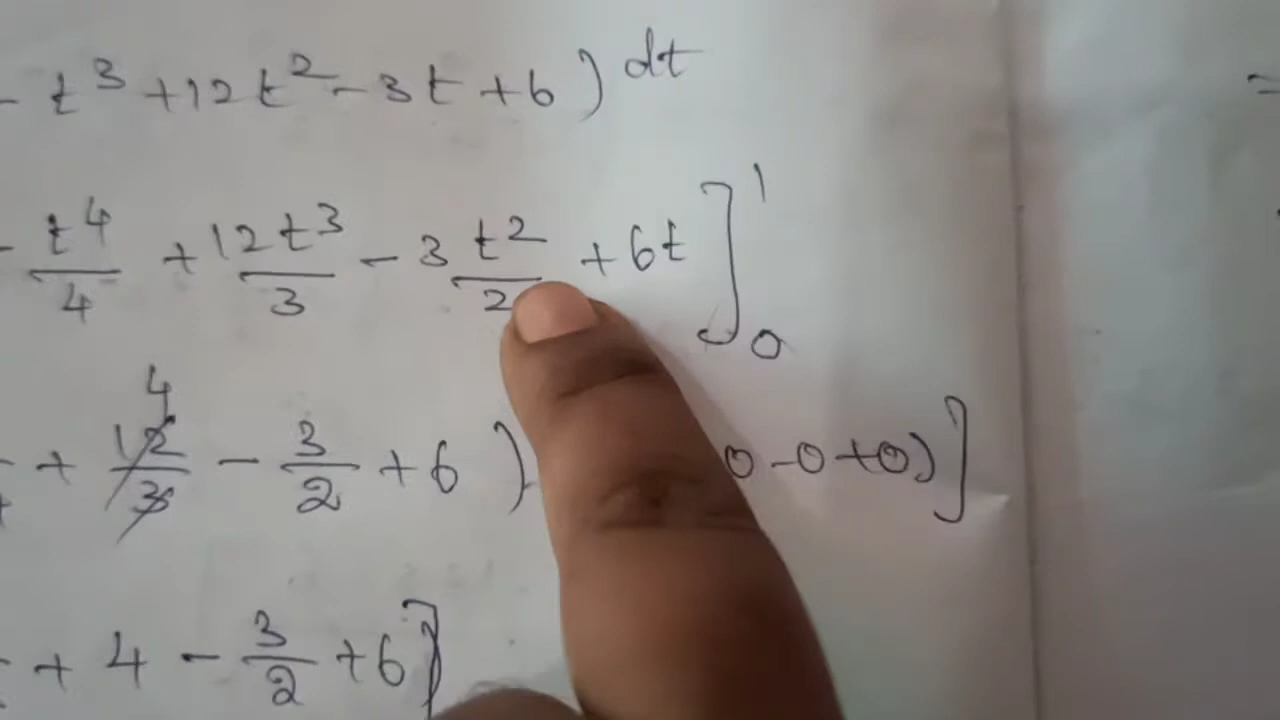 - t³ + 12t² - 3t + 6) dt
- t⁴/4 + 12t³/3 - 3 t²/2 + 6t ]₀¹
+ 12/3 4 - 3/2 + 6) 0 - 0 + 0)]
+ 4 - 3/2 + 6]